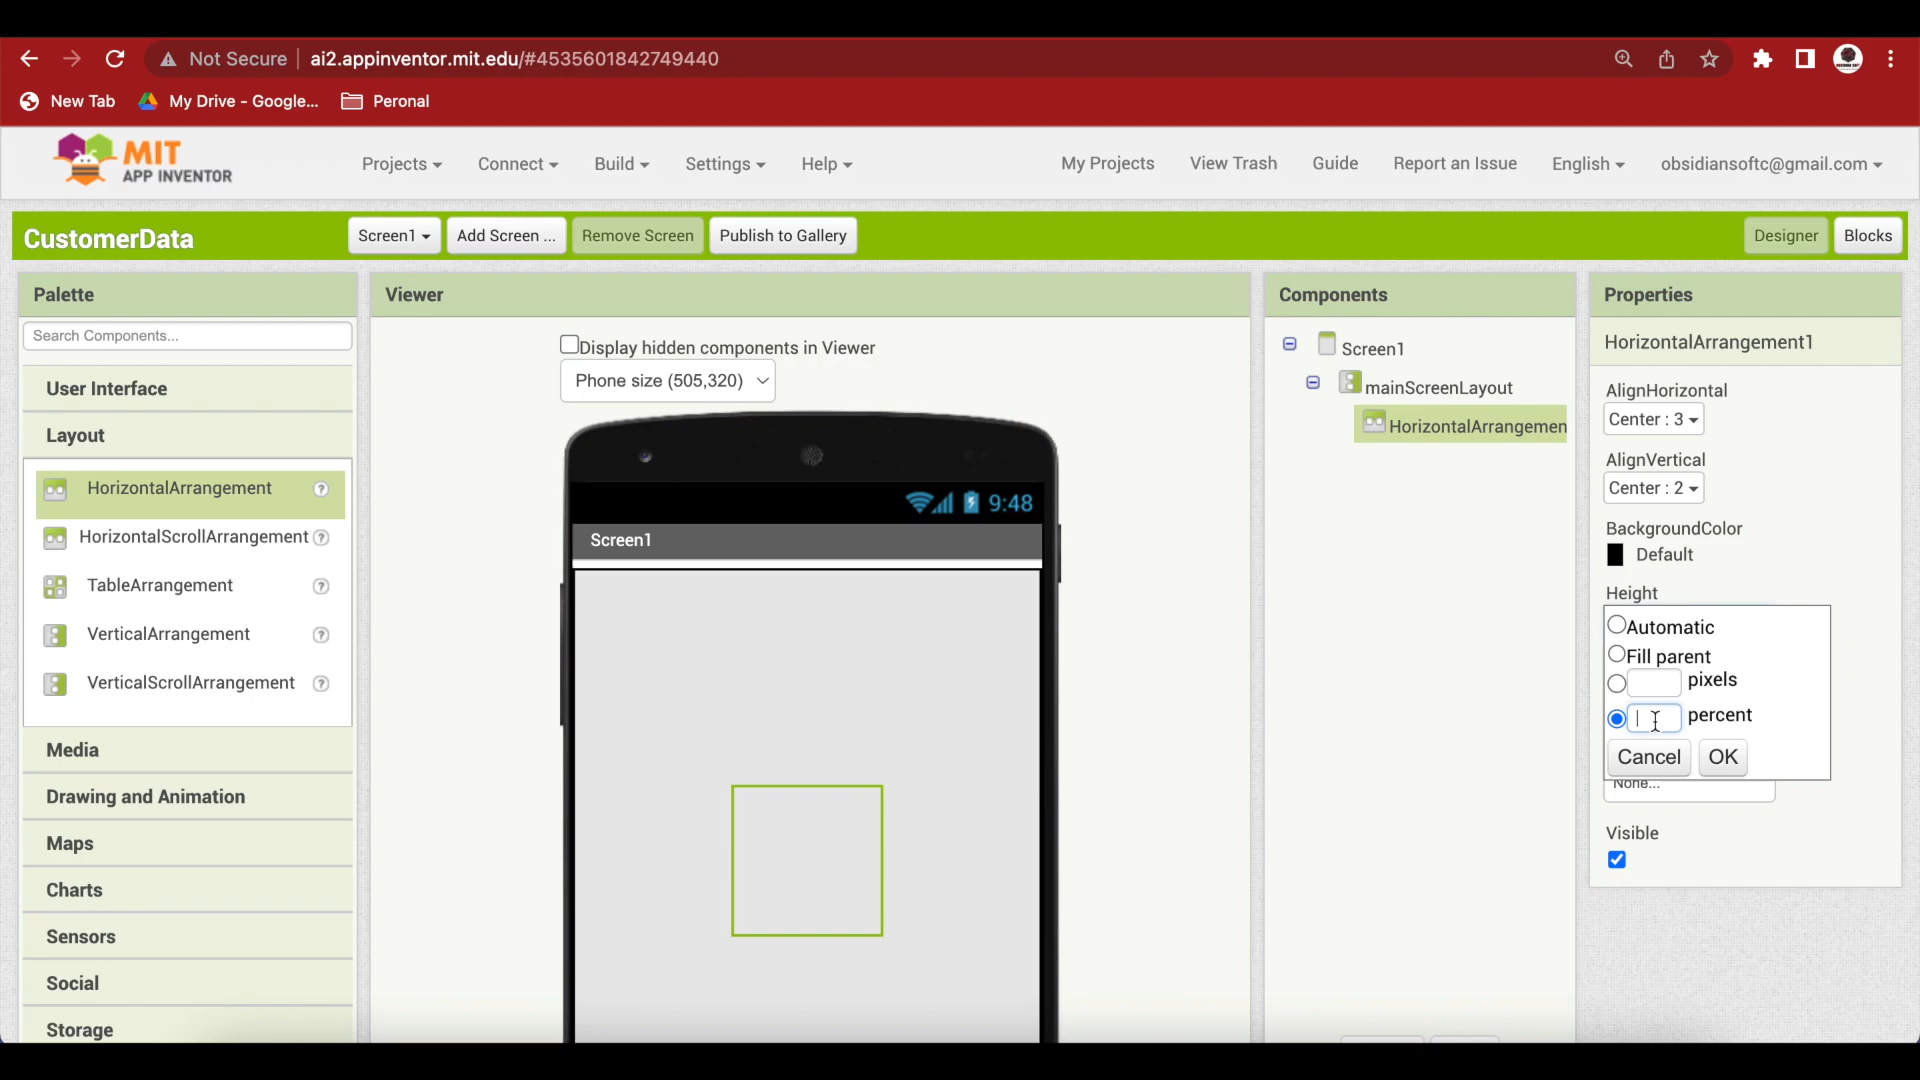 Not Secure | ai2.appinventor.mit.edu/#4535601842749440
New Tab My Drive - Google... Peronal
MIT
APP INVENTOR
Projects Connect Build Settings Help My Projects View Trash Guide Report an Issue English obsidiansoftc@gmail.com
CustomerData Screen1 Add Screen ... Remove Screen Publish to Gallery Designer Blocks
Palette
Search Components...
User Interface
Layout
HorizontalArrangement ?
HorizontalScrollArrangement ?
TableArrangement ?
VerticalArrangement ?
VerticalScrollArrangement ?
Media
Drawing and Animation
Maps
Charts
Sensors
Social
Storage
Viewer
Display hidden components in Viewer
Phone size (505,320)
9:48
Screen1
Components
Screen1
mainScreenLayout
HorizontalArrangemen
Properties
HorizontalArrangement1
AlignHorizontal
Center : 3
AlignVertical
Center : 2
BackgroundColor
Default
Height
Automatic
Fill parent
pixels
percent
Cancel OK
None...
Visible